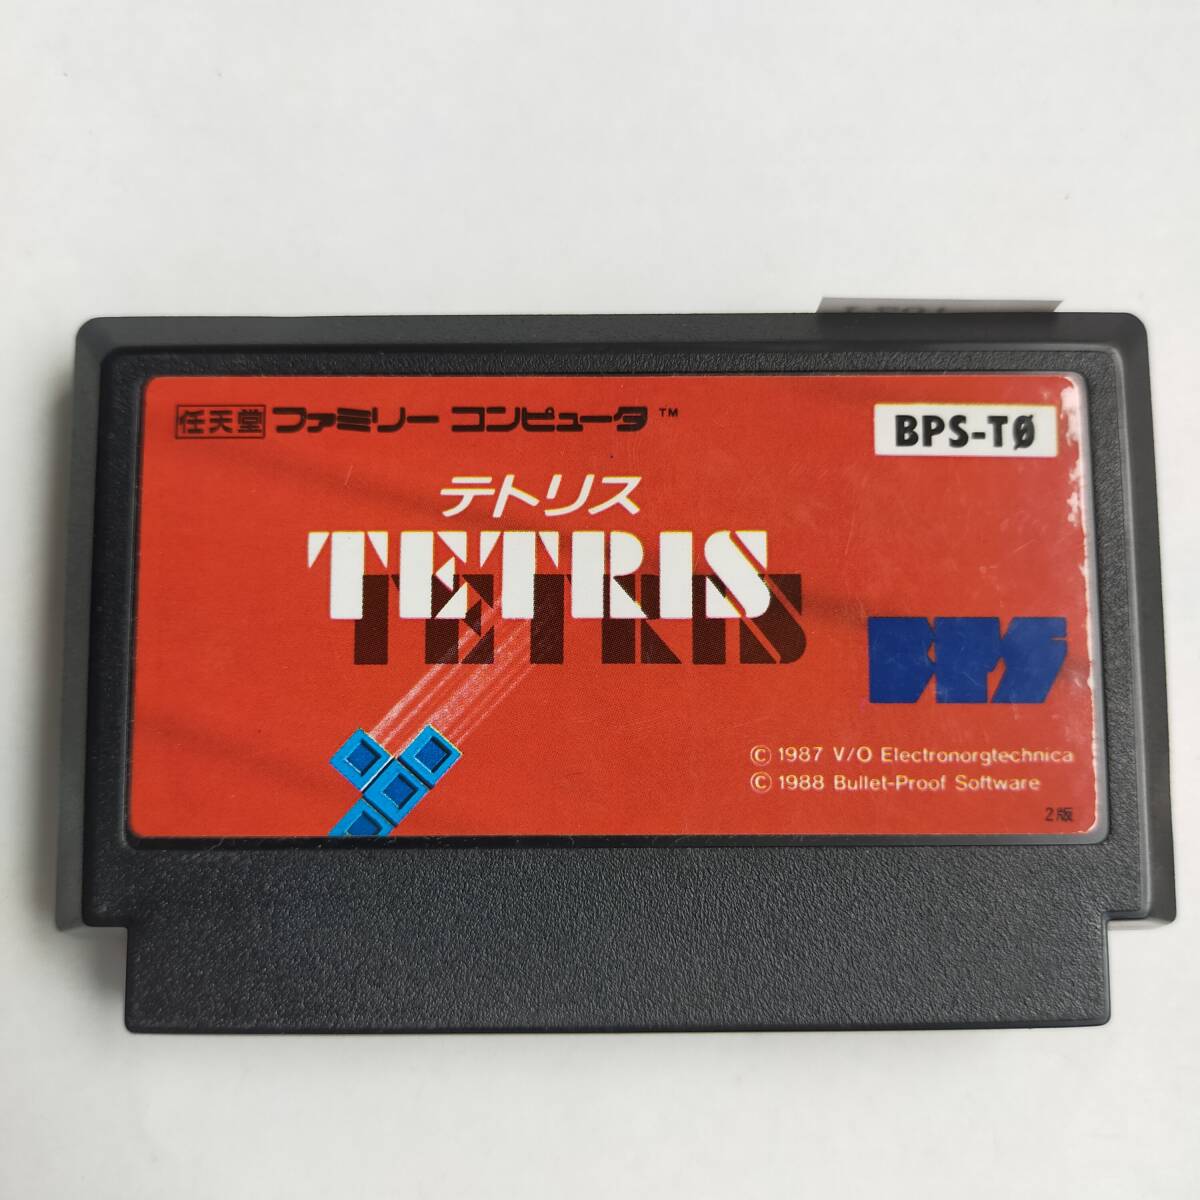 任天堂 ファミリーコンピュータ™
BPS-TØ
テトリス
TETRIS
TETRIS
BPS
© 1987 V/O Electronorgtechnica
© 1988 Bullet-Proof Software
2版